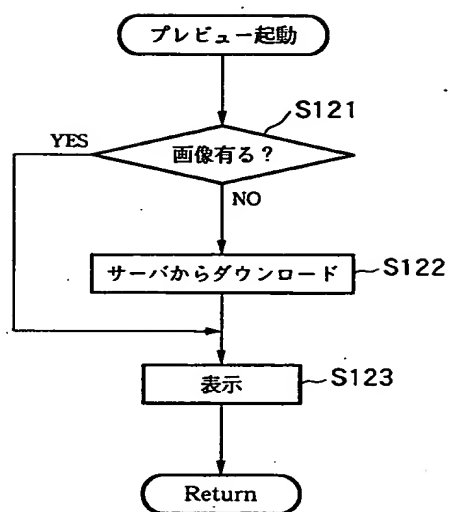 プレビュー起動
S121
YES
画像有る？
NO
サーバからダウンロード
S122
表示
S123
Return